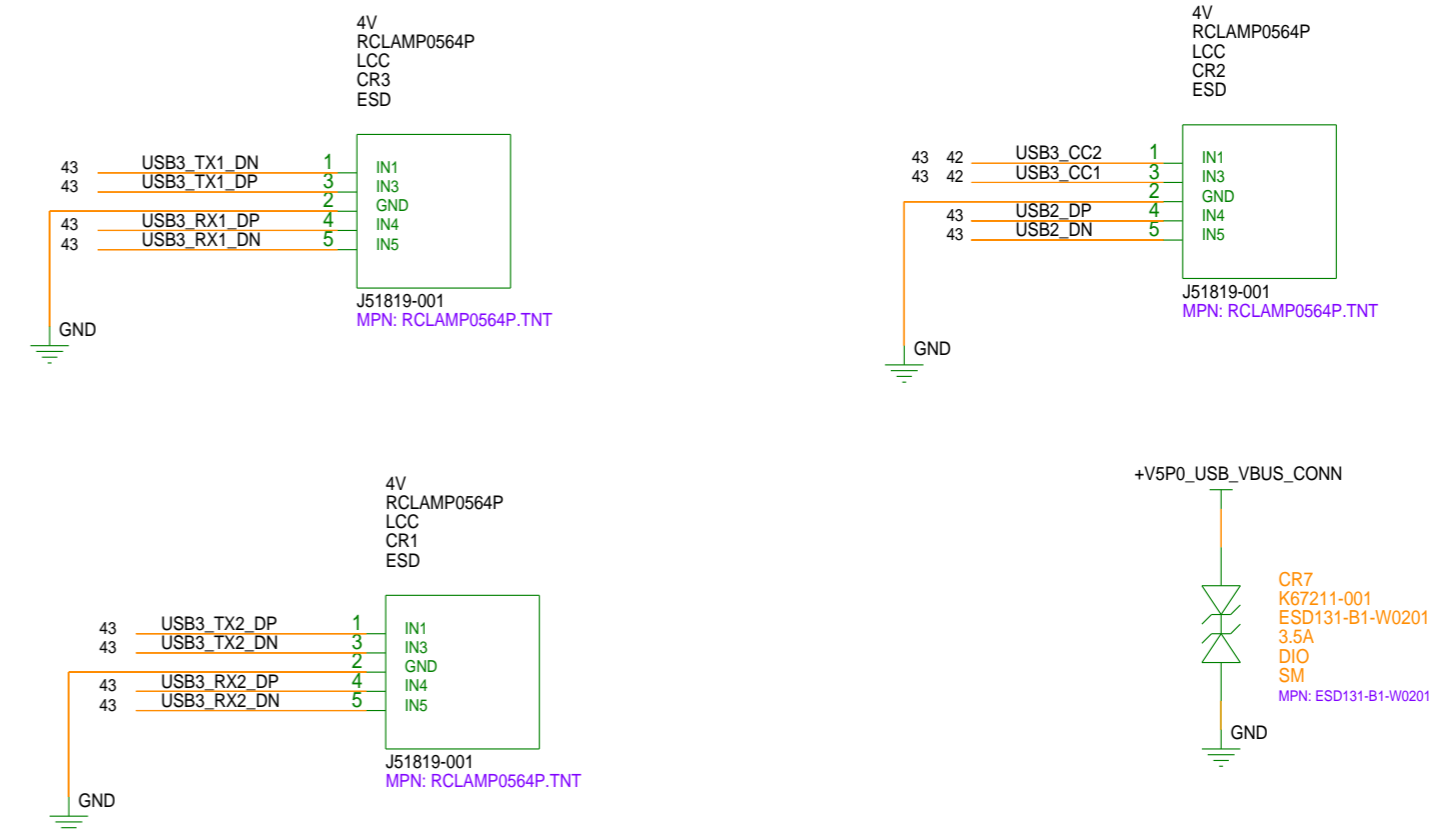 4V
RCLAMP0564P
LCC
CR3
ESD
43 USB3_TX1_DN 1 IN1
43 USB3_TX1_DP 3 IN3
2 GND
43 USB3_RX1_DP 4 IN4
43 USB3_RX1_DN 5 IN5
J51819-001
MPN: RCLAMP0564P.TNT
GND
4V
RCLAMP0564P
LCC
CR2
ESD
43 42 USB3_CC2 1 IN1
43 42 USB3_CC1 3 IN3
2 GND
43 USB2_DP 4 IN4
43 USB2_DN 5 IN5
J51819-001
MPN: RCLAMP0564P.TNT
GND
4V
RCLAMP0564P
LCC
CR1
ESD
43 USB3_TX2_DP 1 IN1
43 USB3_TX2_DN 3 IN3
2 GND
43 USB3_RX2_DP 4 IN4
43 USB3_RX2_DN 5 IN5
J51819-001
MPN: RCLAMP0564P.TNT
GND
+V5P0_USB_VBUS_CONN
CR7
K67211-001
ESD131-B1-W0201
3.5A
DIO
SM
MPN: ESD131-B1-W0201
GND